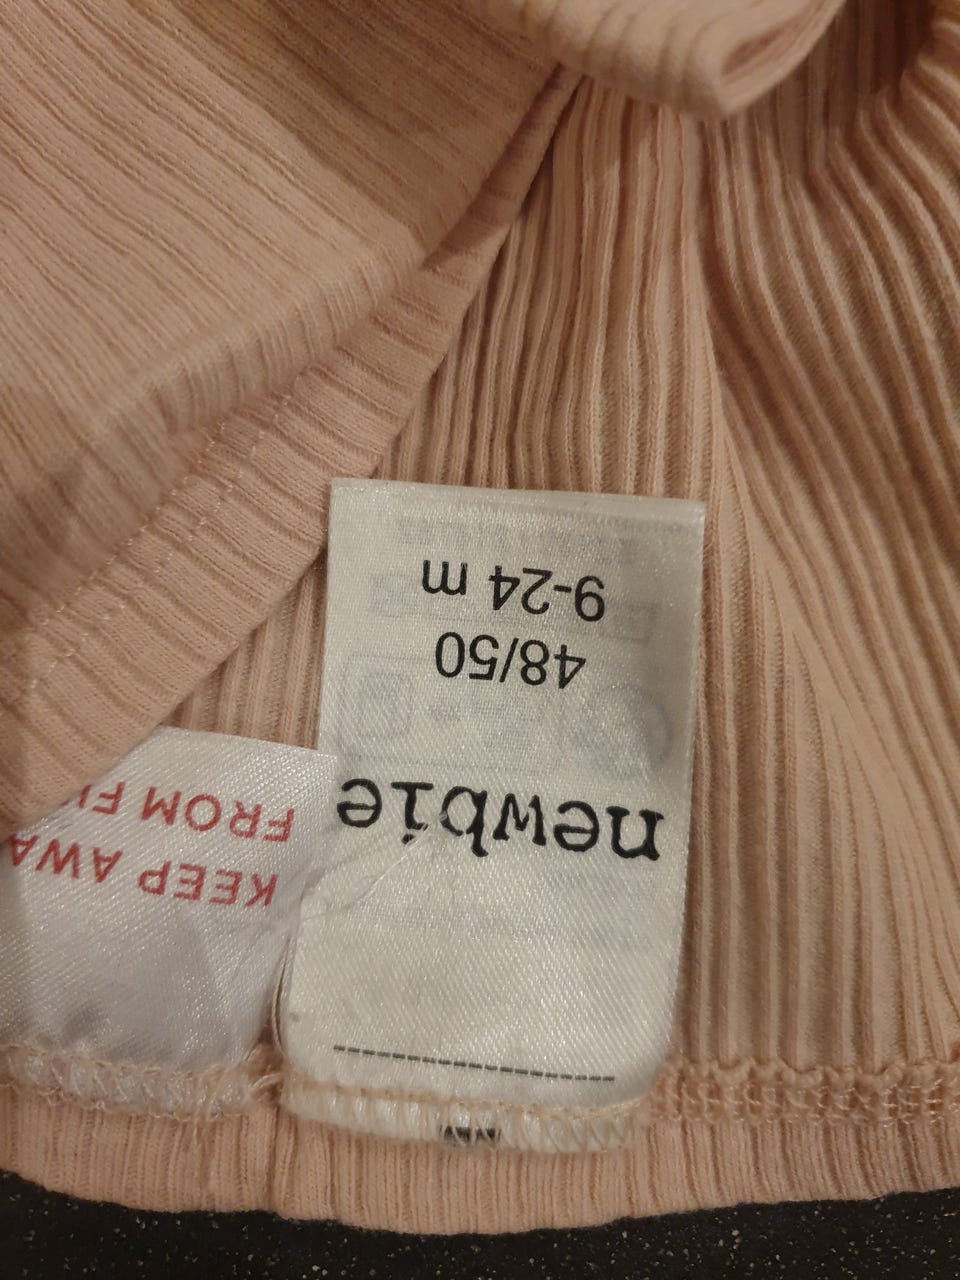 newbie
48/50
9-24 m
KEEP AWA
FROM FI